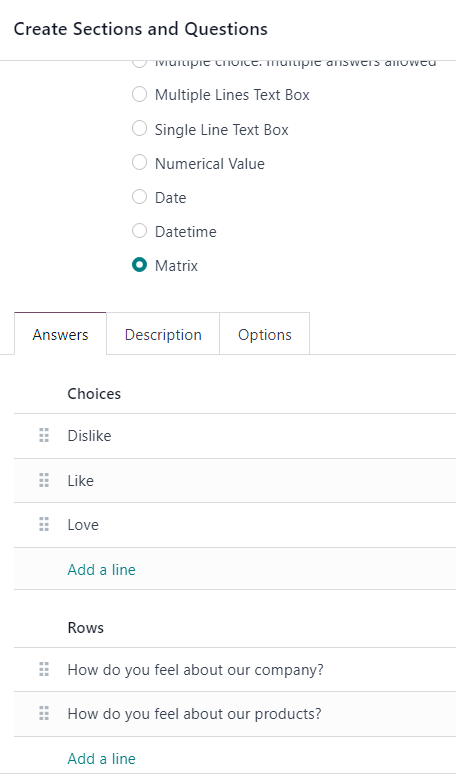 Create Sections and Questions
Multiple choice: multiple answers allowed
Multiple Lines Text Box
Single Line Text Box
Numerical Value
Date
Datetime
Matrix
Answers Description Options
Choices
Dislike
Like
Love
Add a line
Rows
How do you feel about our company?
How do you feel about our products?
Add a line